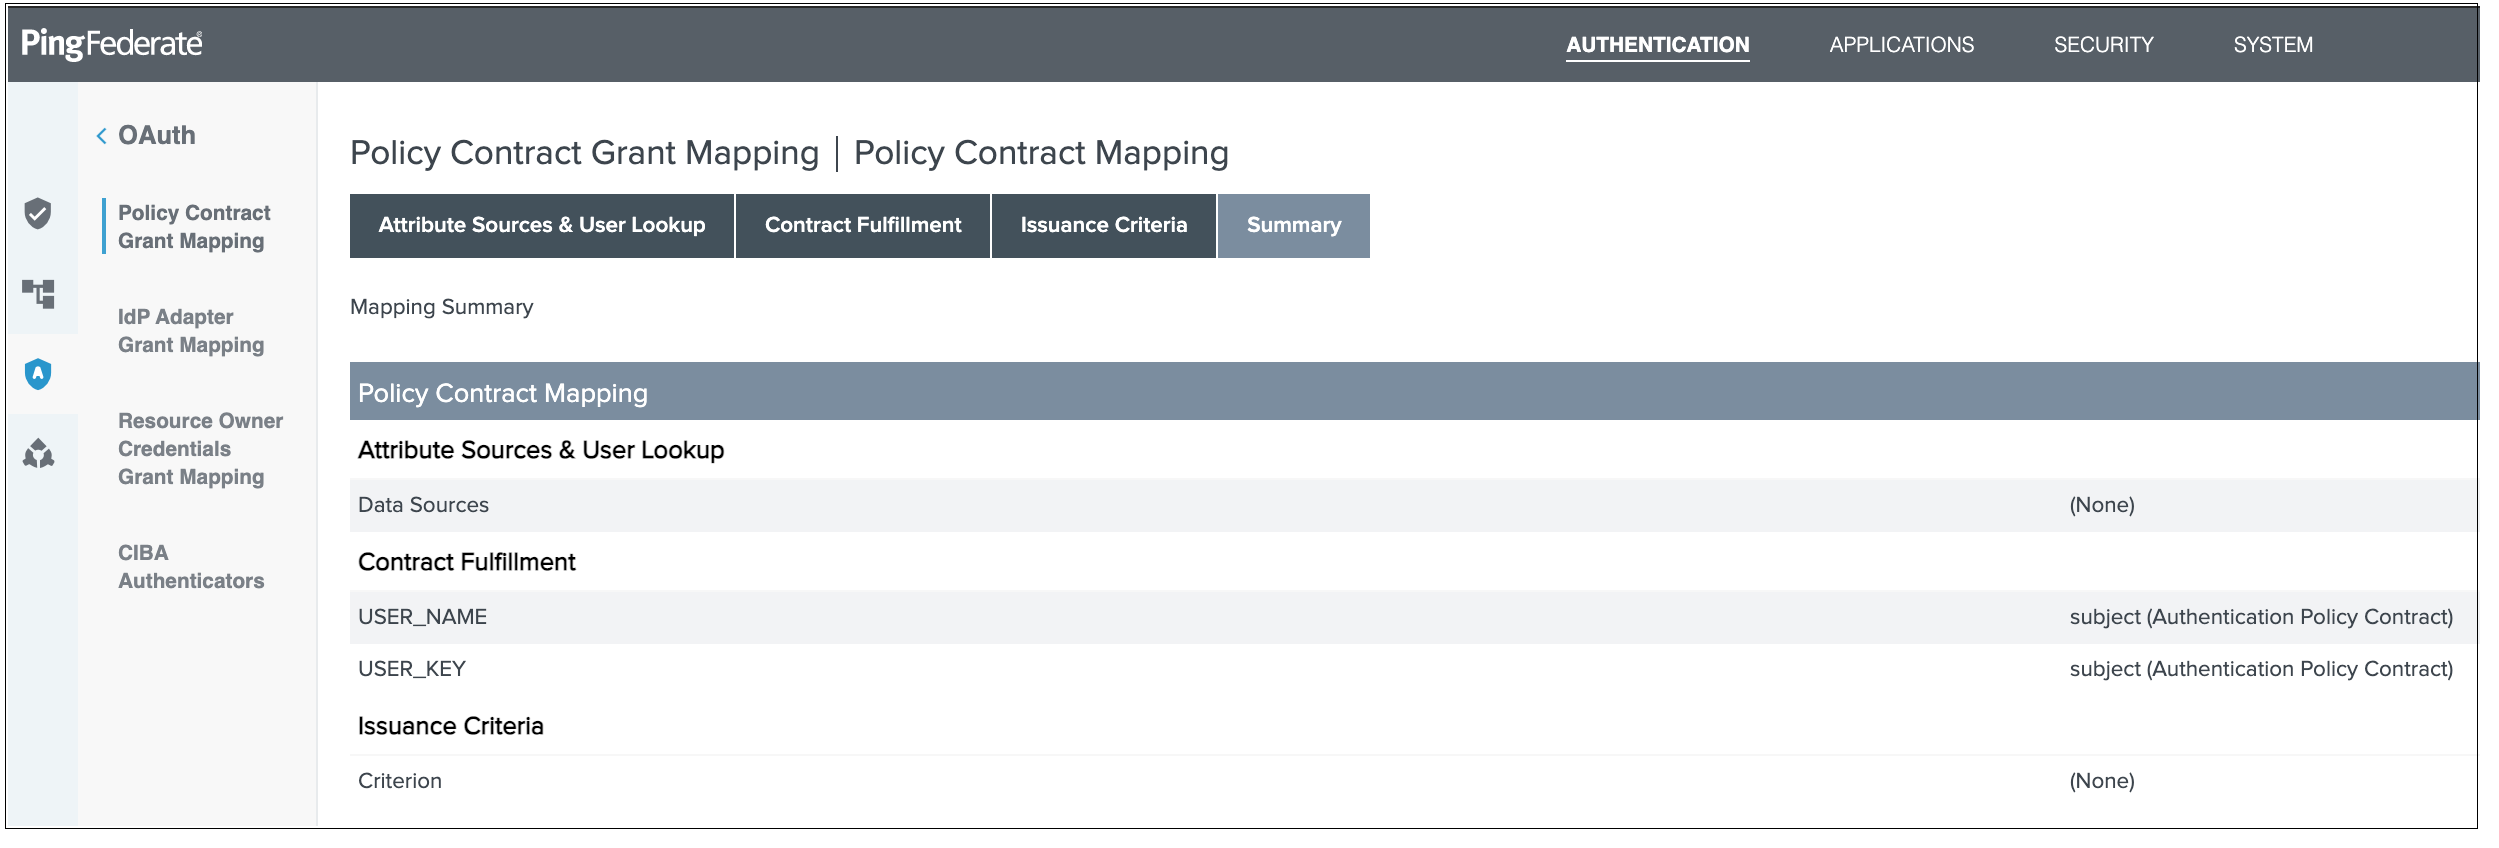 PingFederate®
AUTHENTICATION
APPLICATIONS
SECURITY
SYSTEM
OAuth
Policy Contract
Grant Mapping
IdP Adapter
Grant Mapping
Resource Owner
Credentials
Grant Mapping
CIBA
Authenticators
Policy Contract Grant Mapping | Policy Contract Mapping
Attribute Sources & User Lookup
Contract Fulfillment
Issuance Criteria
Summary
Mapping Summary
Policy Contract Mapping
Attribute Sources & User Lookup
Data Sources (None)
Contract Fulfillment
USER_NAME subject (Authentication Policy Contract)
USER_KEY subject (Authentication Policy Contract)
Issuance Criteria
Criterion (None)